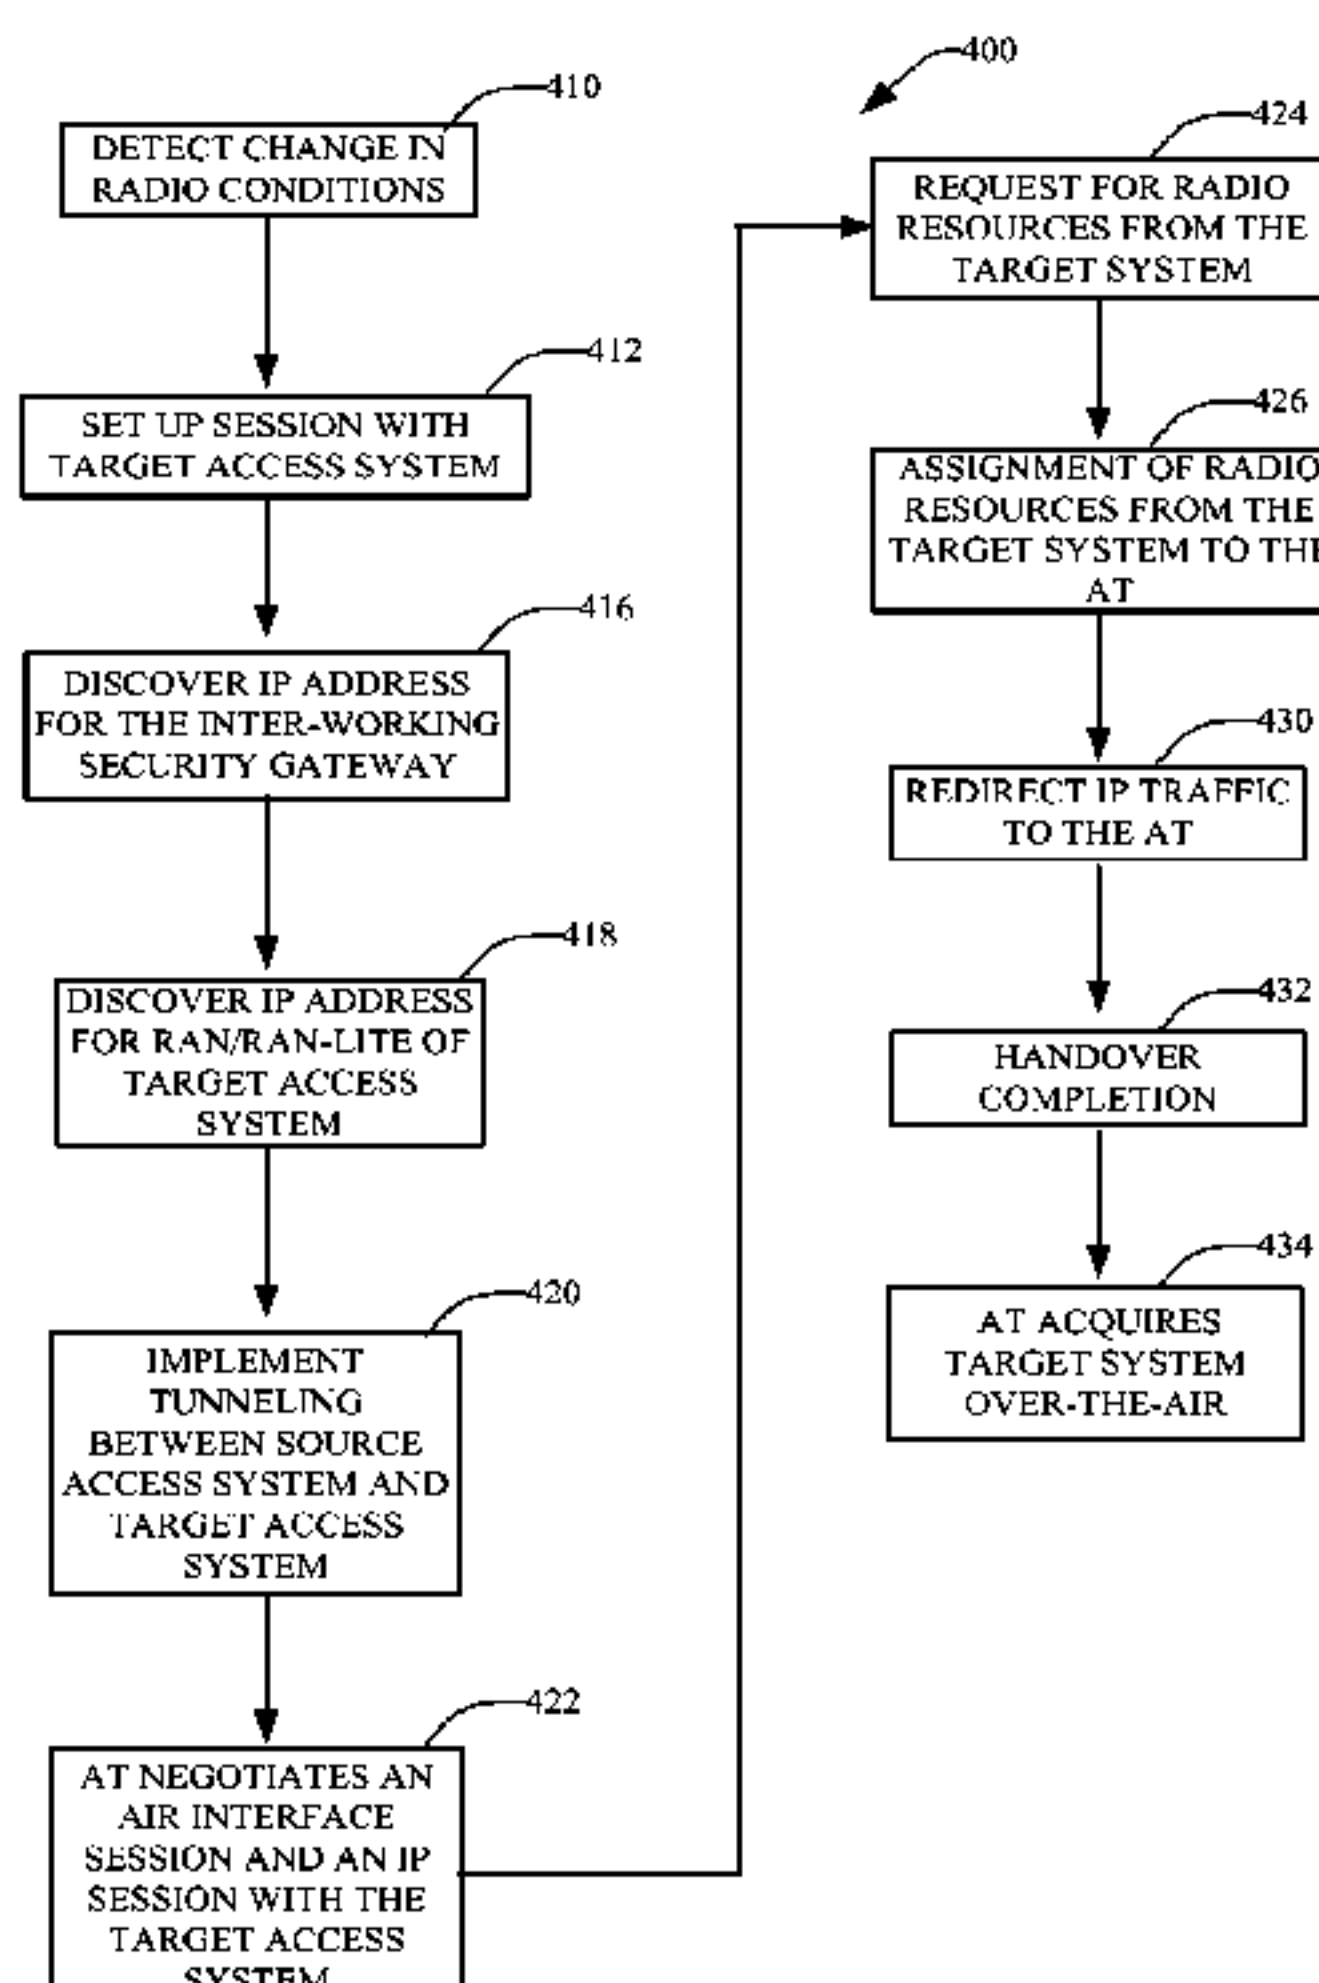 400
410
DETECT CHANGE IN
RADIO CONDITIONS
412
SET UP SESSION WITH
TARGET ACCESS SYSTEM
416
DISCOVER IP ADDRESS
FOR THE INTER-WORKING
SECURITY GATEWAY
418
DISCOVER IP ADDRESS
FOR RAN/RAN-LITE OF
TARGET ACCESS
SYSTEM
420
IMPLEMENT
TUNNELING
BETWEEN SOURCE
ACCESS SYSTEM AND
TARGET ACCESS
SYSTEM
422
AT NEGOTIATES AN
AIR INTERFACE
SESSION AND AN IP
SESSION WITH THE
TARGET ACCESS
SYSTEM
424
REQUEST FOR RADIO
RESOURCES FROM THE
TARGET SYSTEM
426
ASSIGNMENT OF RADIO
RESOURCES FROM THE
TARGET SYSTEM TO THE
AT
430
REDIRECT IP TRAFFIC
TO THE AT
432
HANDOVER
COMPLETION
434
AT ACQUIRES
TARGET SYSTEM
OVER-THE-AIR